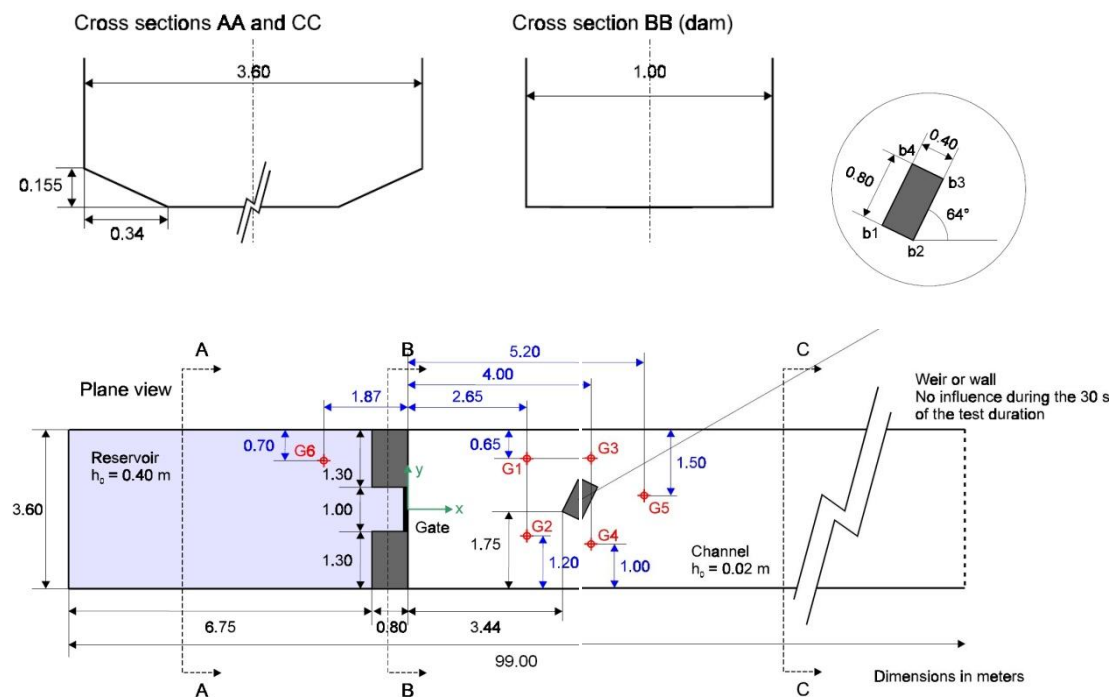 Cross sections AA and CC
Cross section BB (dam)
3.60
1.00
0.155
0.34
0.40
b4
0.80
b3
64°
b1
b2
A
B
C
5.20
4.00
Plane view
1.87
2.65
Weir or wall
No influence during the 30 s
of the test duration
0.70
0.65
Reservoir
h0 = 0.40 m
G6
1.30
G1
G3
1.50
y
3.60
1.00
x
G5
Gate
G2
G4
1.30
1.75
1.20
1.00
Channel
h0 = 0.02 m
6.75
0.80
3.44
99.00
Dimensions in meters
A
B
C